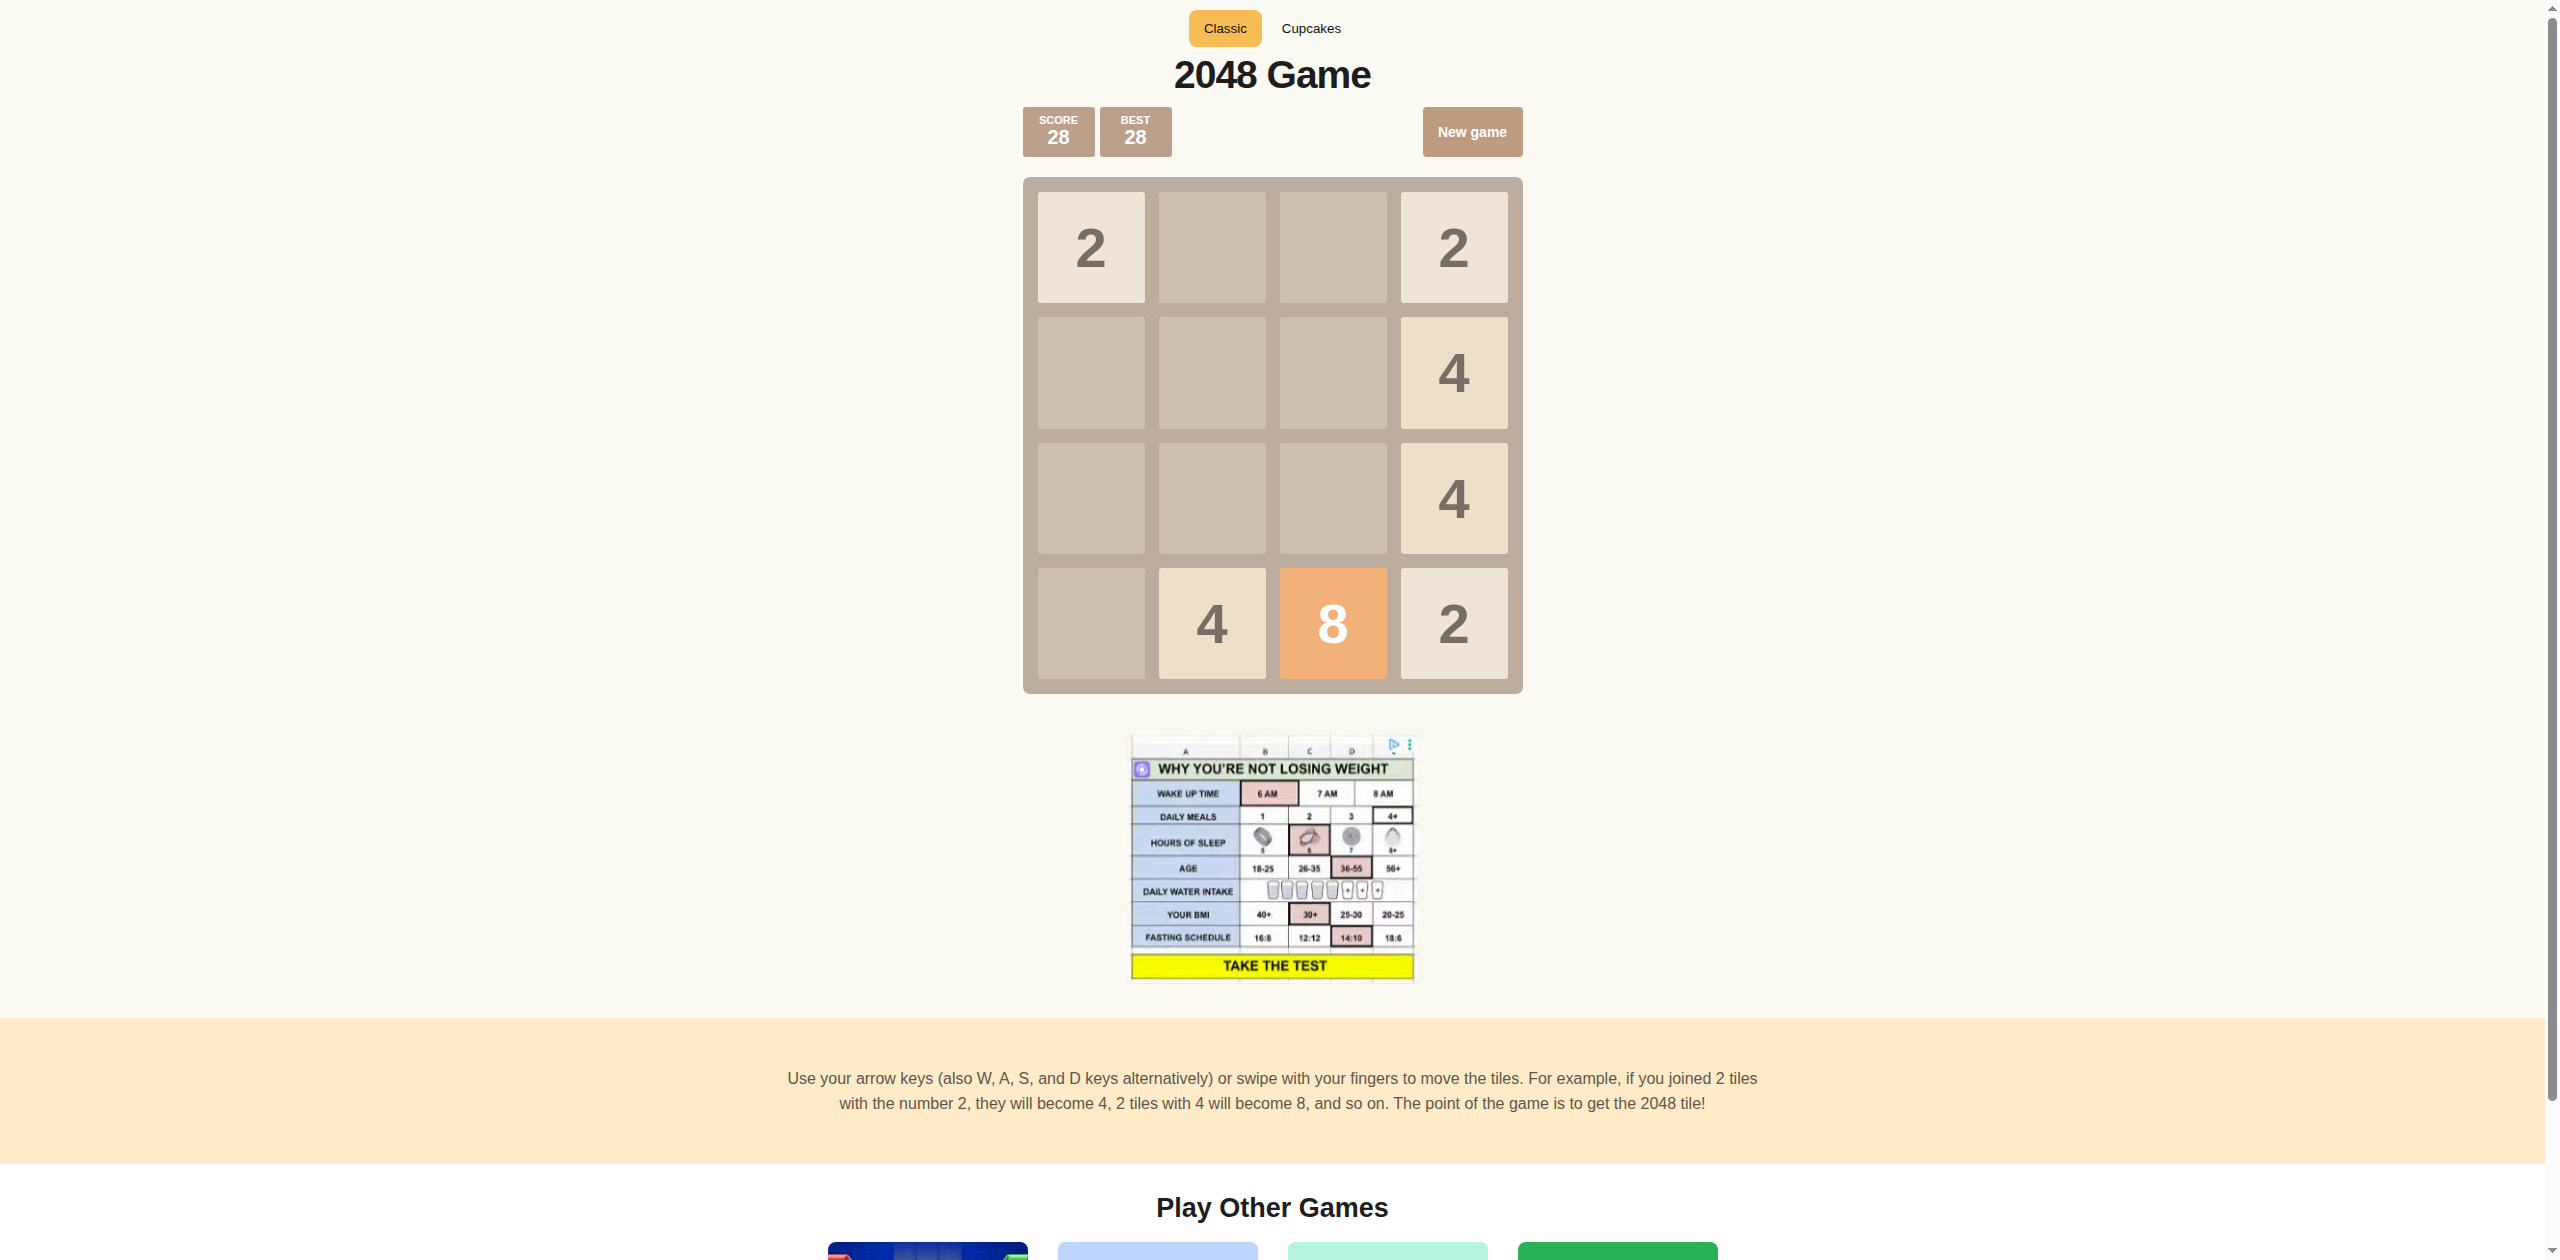 Classic Cupcakes
2048 Game
SCORE BEST
28 28
New game
2 2
4
4
4 8 2
A B C D
WHY YOU'RE NOT LOSING WEIGHT
WAKE UP TIME 6 AM 7 AM 8 AM
DAILY MEALS 1 2 3 4+
HOURS OF SLEEP 5 6 7 8+
AGE 18-25 26-35 36-55 56+
DAILY WATER INTAKE
YOUR BMI 40+ 30+ 25-30 20-25
FASTING SCHEDULE 16:8 12:12 14:10 18:6
TAKE THE TEST
Use your arrow keys (also W, A, S, and D keys alternatively) or swipe with your fingers to move the tiles. For example, if you joined 2 tiles
with the number 2, they will become 4, 2 tiles with 4 will become 8, and so on. The point of the game is to get the 2048 tile!
Play Other Games